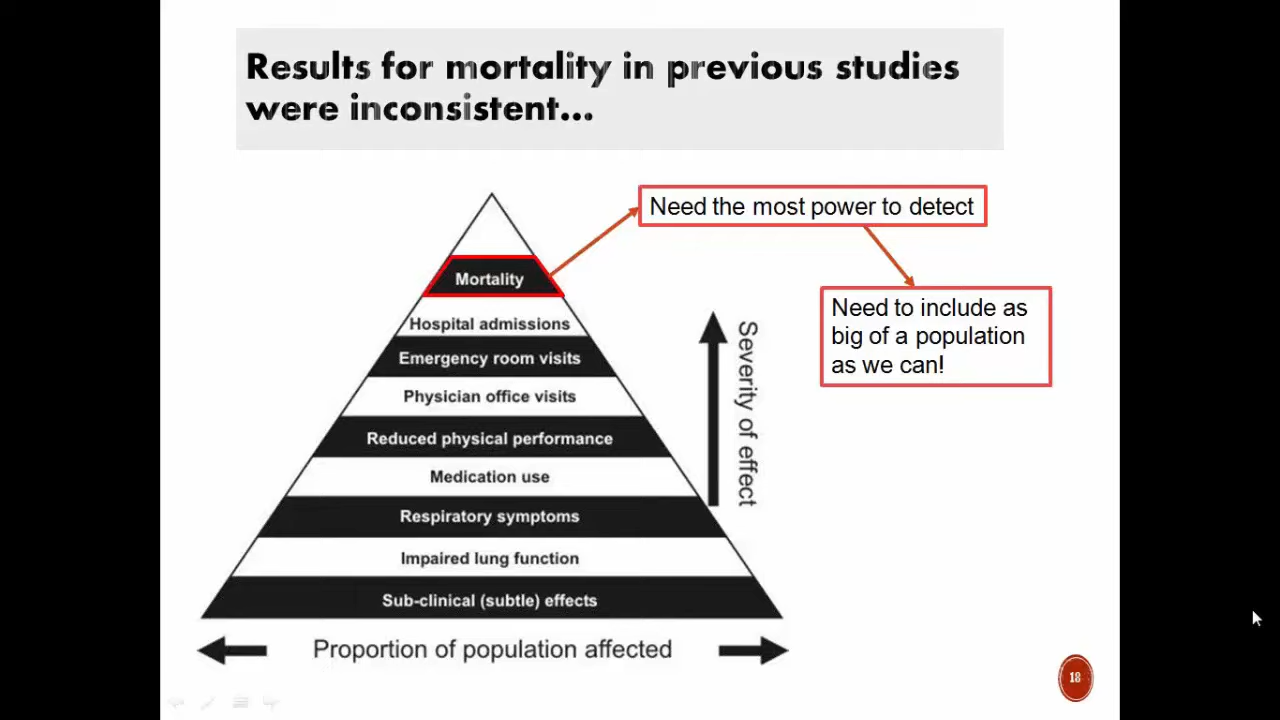 Results for mortality in previous studies
were inconsistent...
Need the most power to detect
Mortality
Need to include as
big of a population
as we can!
Hospital admissions
Emergency room visits
Physician office visits
Reduced physical performance
Medication use
Respiratory symptoms
Impaired lung function
Sub-clinical (subtle) effects
Severity of effect
Proportion of population affected
18